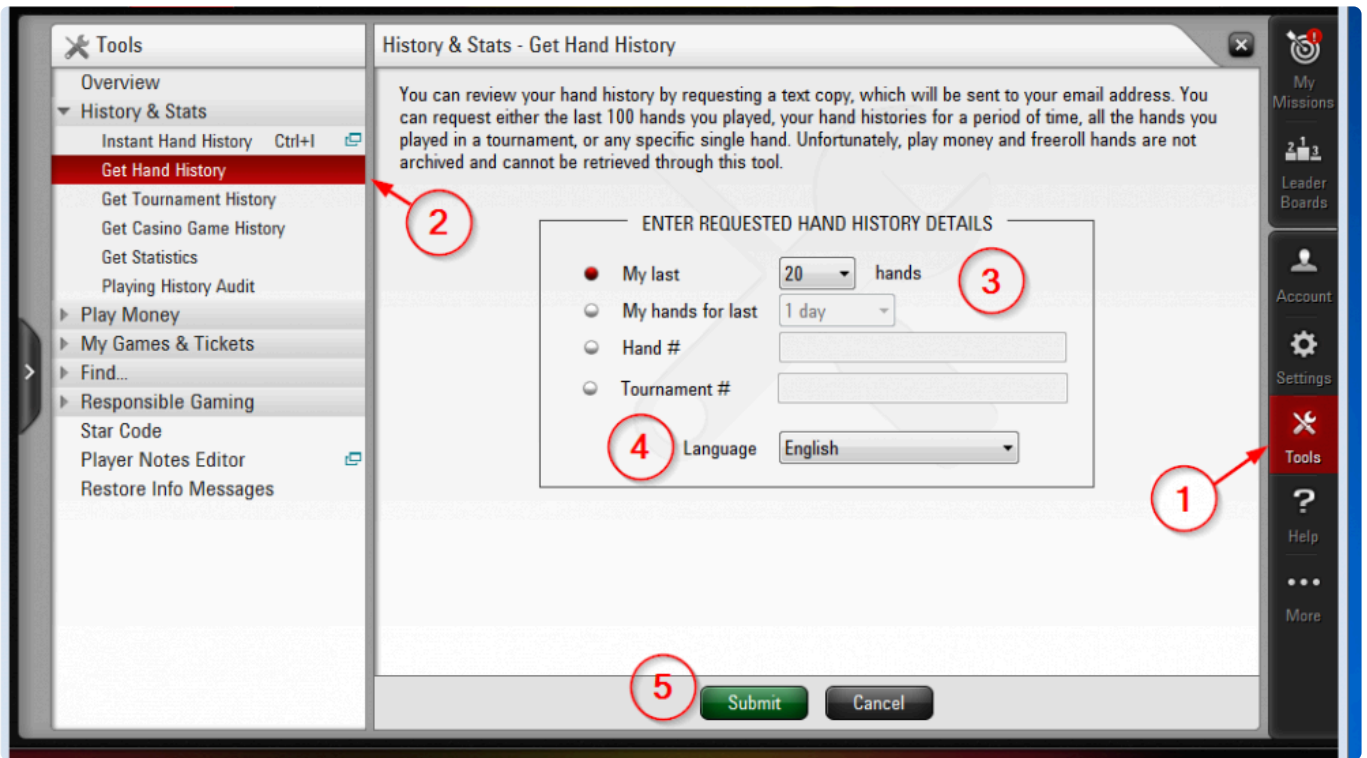 Tools
Overview
History & Stats
Instant Hand History Ctrl+I
Get Hand History
Get Tournament History
Get Casino Game History
Get Statistics
Playing History Audit
Play Money
My Games & Tickets
Find...
Responsible Gaming
Star Code
Player Notes Editor
Restore Info Messages
History & Stats - Get Hand History
You can review your hand history by requesting a text copy, which will be sent to your email address. You
can request either the last 100 hands you played, your hand histories for a period of time, all the hands you
played in a tournament, or any specific single hand. Unfortunately, play money and freeroll hands are not
archived and cannot be retrieved through this tool.
2
ENTER REQUESTED HAND HISTORY DETAILS
My last 20 hands
3
My hands for last 1 day
Hand #
Tournament #
4
Language English
5
Submit
Cancel
!
My
Missions
2 1 3
Leader
Boards
Account
Settings
Tools
1
?
Help
More